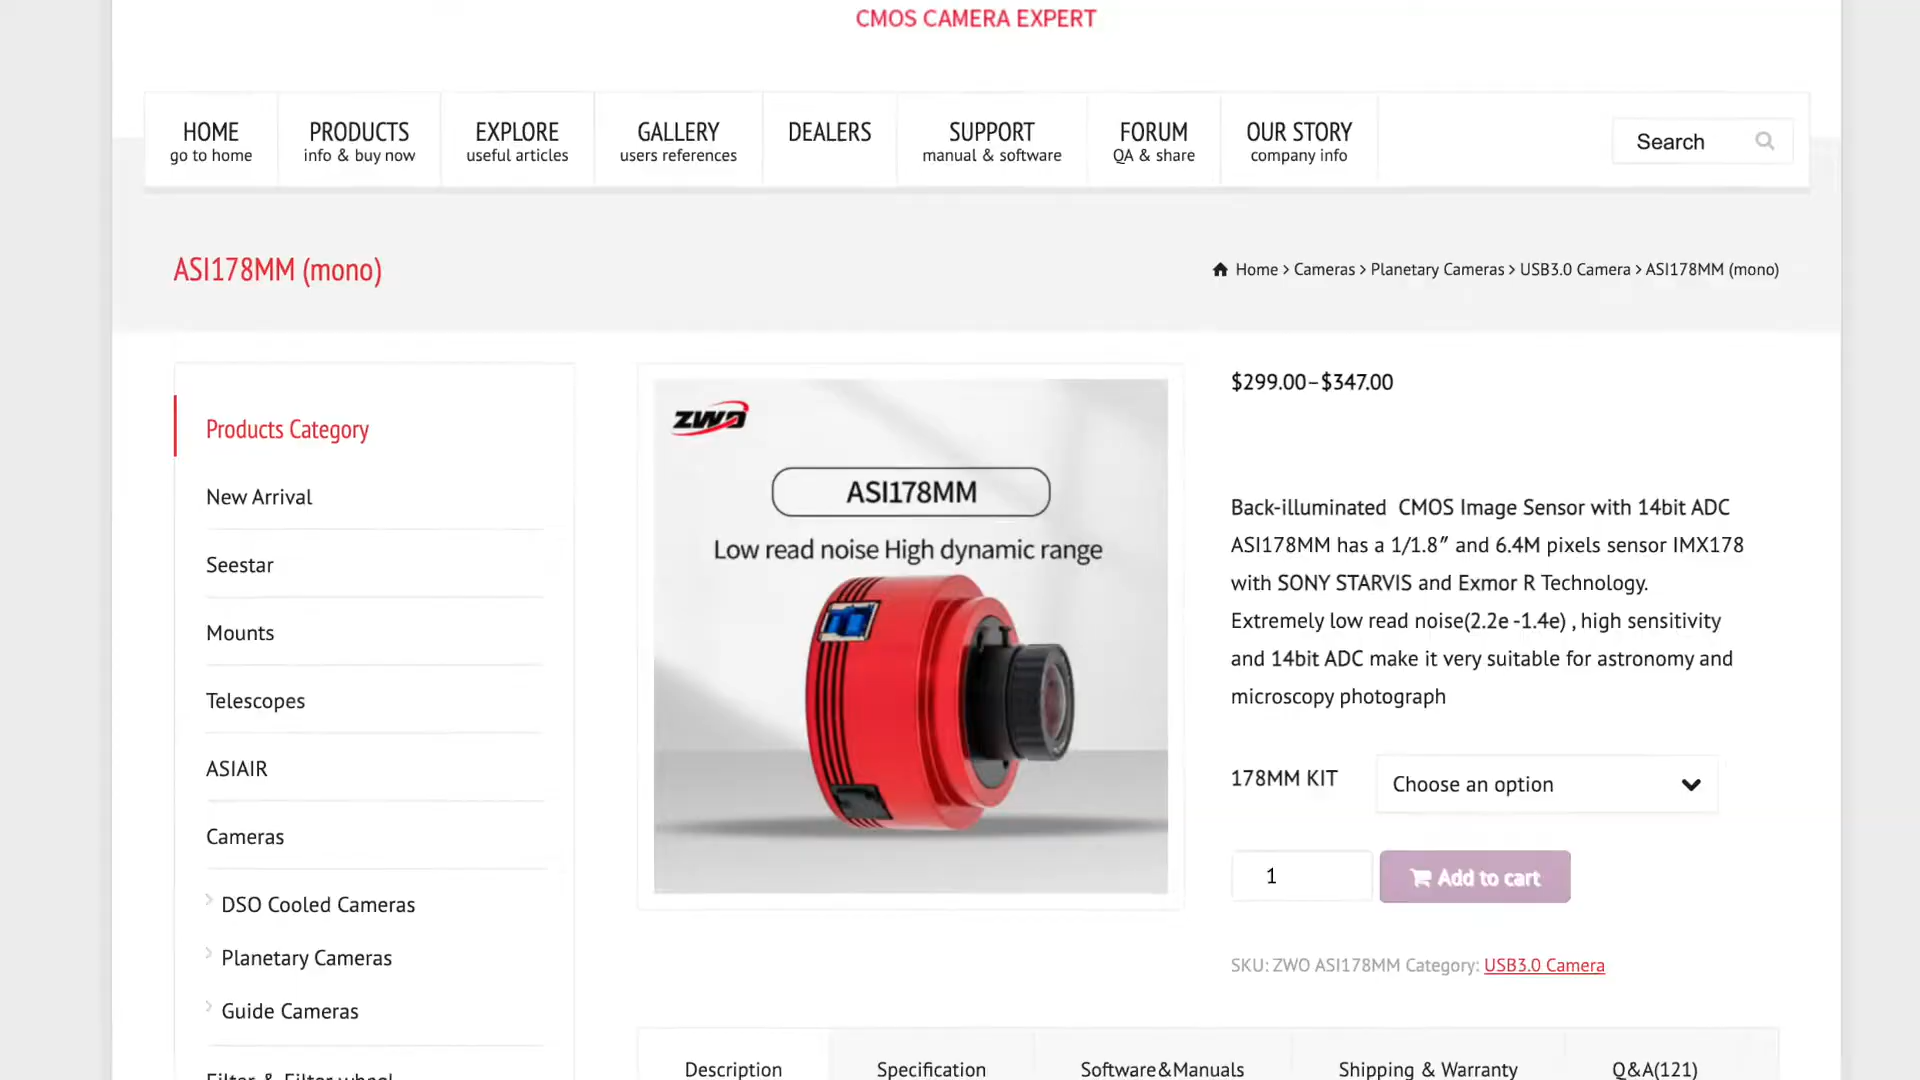 CMOS CAMERA EXPERT
HOME
go to home
PRODUCTS
info & buy now
EXPLORE
useful articles
GALLERY
users references
DEALERS
SUPPORT
manual & software
FORUM
QA & share
OUR STORY
company info
Search
ASI178MM (mono)
Home > Cameras > Planetary Cameras > USB3.0 Camera > ASI178MM (mono)
Products Category
New Arrival
Seestar
Mounts
Telescopes
ASIAIR
Cameras
DSO Cooled Cameras
Planetary Cameras
Guide Cameras
Filter & Filter wheel
ZWO
ASI178MM
Low read noise High dynamic range
$299.00–$347.00
Back-illuminated CMOS Image Sensor with 14bit ADC
ASI178MM has a 1/1.8″ and 6.4M pixels sensor IMX178
with SONY STARVIS and Exmor R Technology.
Extremely low read noise(2.2e -1.4e) , high sensitivity
and 14bit ADC make it very suitable for astronomy and
microscopy photograph
178MM KIT
Choose an option
1
Add to cart
SKU: ZWO ASI178MM Category: USB3.0 Camera
Description
Specification
Software&Manuals
Shipping & Warranty
Q&A(121)